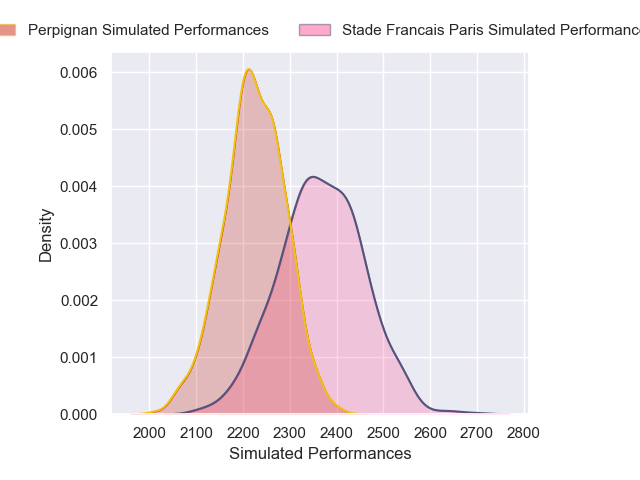 Perpignan Simulated Performances Stade Francais Paris Simulated Performanc
0.006
0.005
0.004
0.003
0.002
0.001
0.000
Density
2000 2100 2200 2300 2400 2500 2600 2700 2800
Simulated Performances